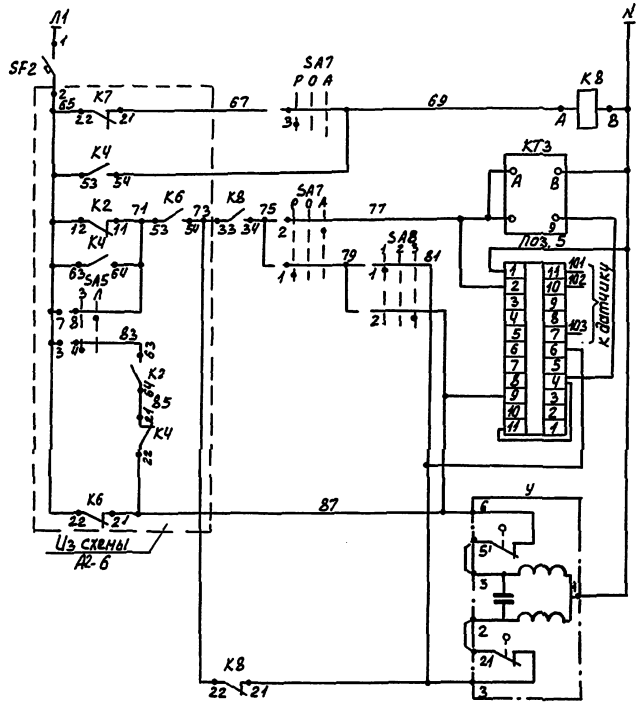 Л1
N
1
SF2
2
65
К7
22 21
67
SA7
Р О А
3
69
К8
А В
К4
53 54
КТ3
А В
9
К2
12 11
71
К6
53 54
73
К8
33 34
75
SA7
Р О А
2
77
К4
63 64
1
79
SA8
1 2 3
1
81
2
ПОЗ. 5
1 11 101
2 10 102
3 9
4 8
5 7 103
6 6
7 5
8 4
9 3
10 2
11 1
К датчику
SA5
З Л
7 8
3 4
83
63
К2
64
85
21
К4
22
К6
22 21
87
Из схемы
А2-6
У
6
5'
3
4
2
21
3
К8
22 21